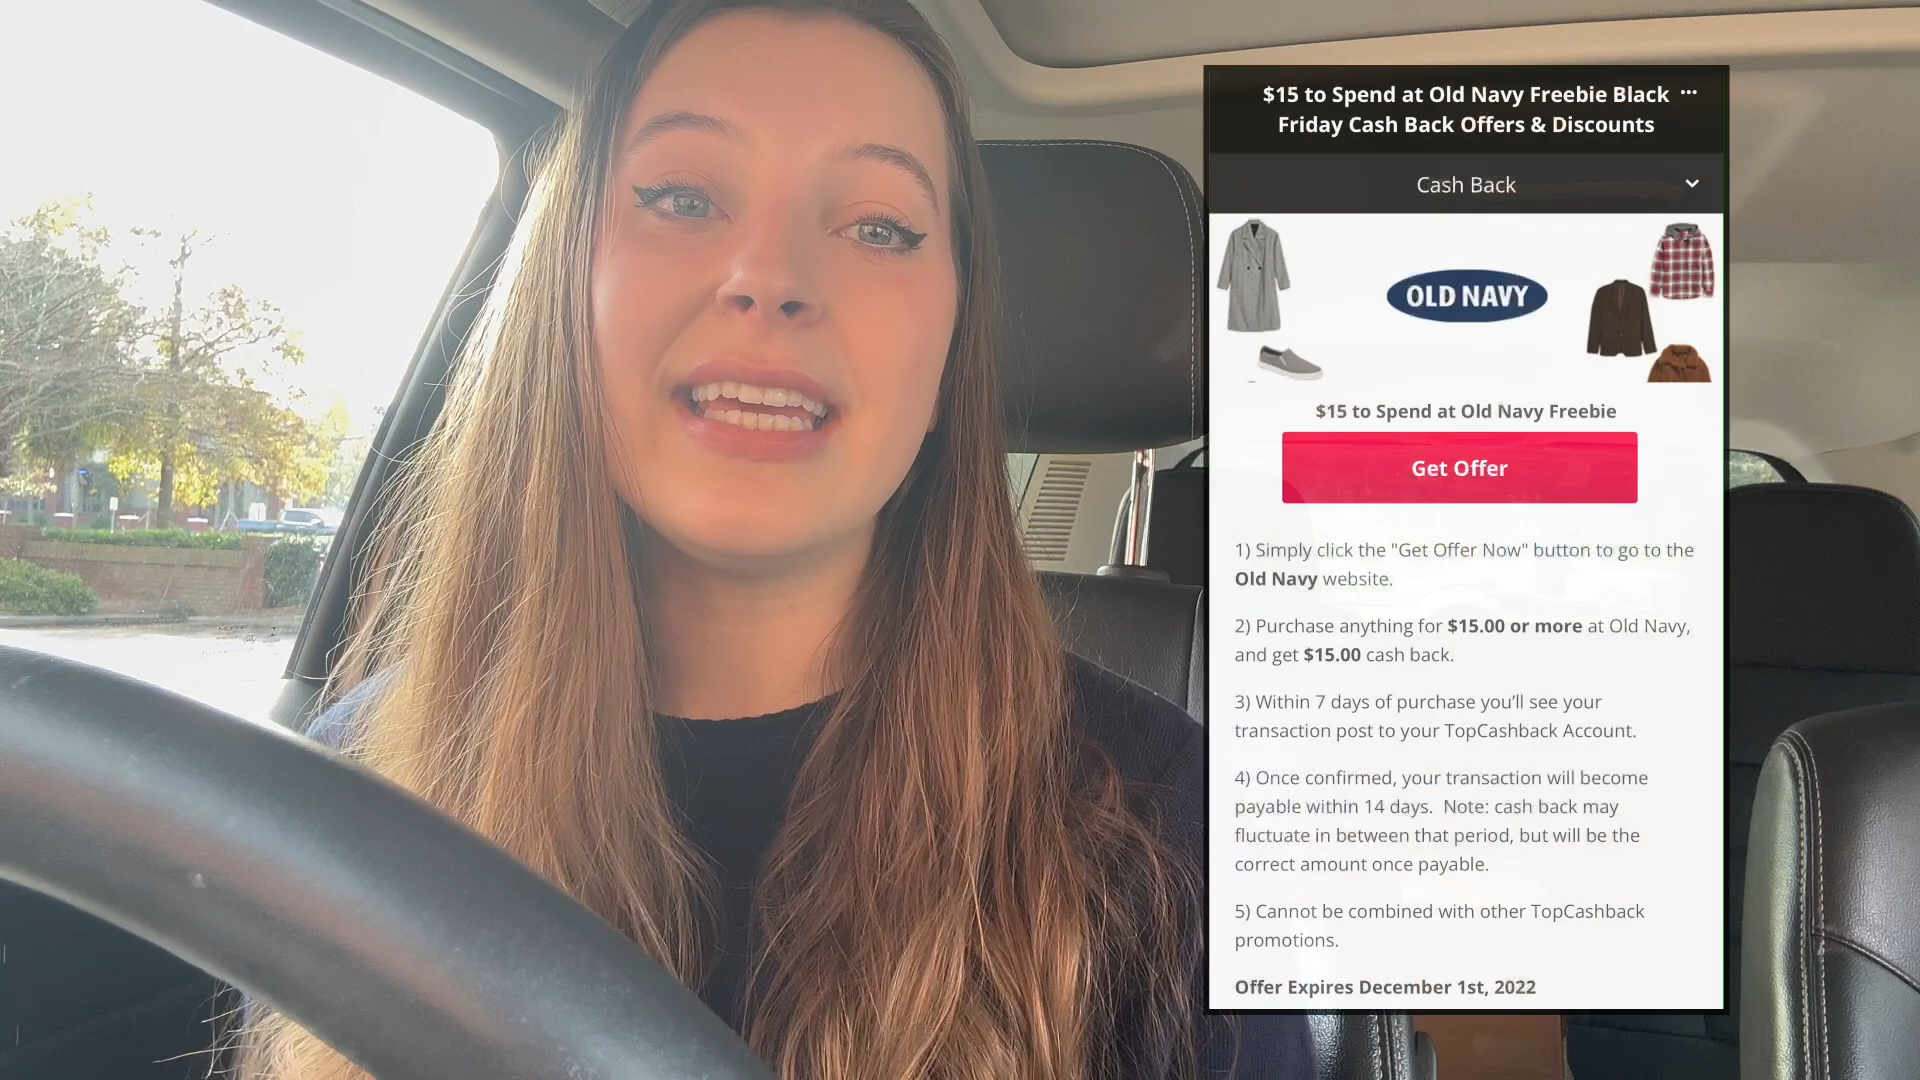 $15 to Spend at Old Navy Freebie Black ...
Friday Cash Back Offers & Discounts
Cash Back
OLD NAVY
$15 to Spend at Old Navy Freebie
Get Offer
1) Simply click the "Get Offer Now" button to go to the
Old Navy website.
2) Purchase anything for $15.00 or more at Old Navy,
and get $15.00 cash back.
3) Within 7 days of purchase you’ll see your
transaction post to your TopCashback Account.
4) Once confirmed, your transaction will become
payable within 14 days.  Note: cash back may
fluctuate in between that period, but will be the
correct amount once payable.
5) Cannot be combined with other TopCashback
promotions.
Offer Expires December 1st, 2022